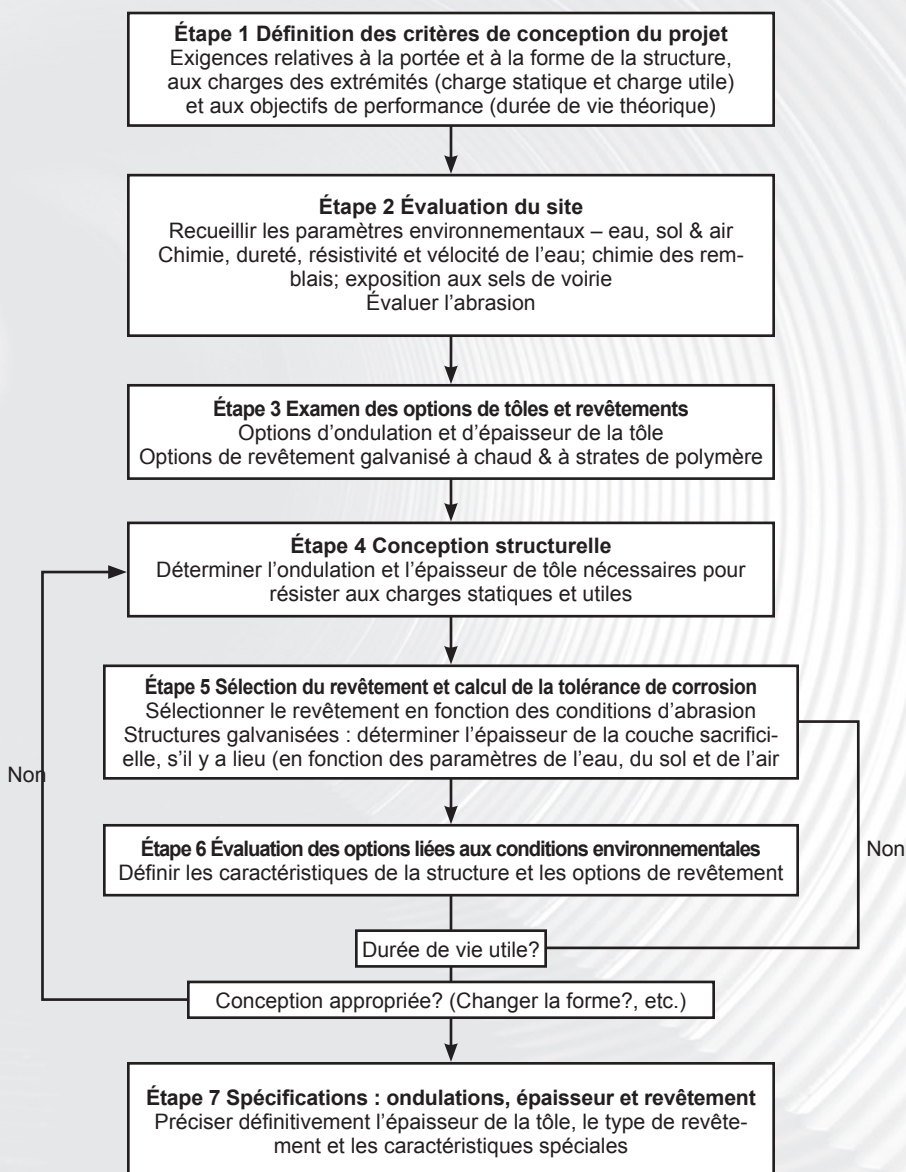 Étape 1 Définition des critères de conception du projet
Exigences relatives à la portée et à la forme de la structure,
aux charges des extrémités (charge statique et charge utile)
et aux objectifs de performance (durée de vie théorique)
Étape 2 Évaluation du site
Recueillir les paramètres environnementaux – eau, sol & air
Chimie, dureté, résistivité et vélocité de l'eau; chimie des rem-
blais; exposition aux sels de voirie
Évaluer l'abrasion
Étape 3 Examen des options de tôles et revêtements
Options d'ondulation et d'épaisseur de la tôle
Options de revêtement galvanisé à chaud & à strates de polymère
Étape 4 Conception structurelle
Déterminer l'ondulation et l'épaisseur de tôle nécessaires pour
résister aux charges statiques et utiles
Étape 5 Sélection du revêtement et calcul de la tolérance de corrosion
Sélectionner le revêtement en fonction des conditions d'abrasion
Structures galvanisées : déterminer l'épaisseur de la couche sacrifici-
elle, s'il y a lieu (en fonction des paramètres de l'eau, du sol et de l'air
Non
Étape 6 Évaluation des options liées aux conditions environnementales
Définir les caractéristiques de la structure et les options de revêtement
Non
Durée de vie utile?
Conception appropriée? (Changer la forme?, etc.)
Étape 7 Spécifications : ondulations, épaisseur et revêtement
Préciser définitivement l'épaisseur de la tôle, le type de revête-
ment et les caractéristiques spéciales